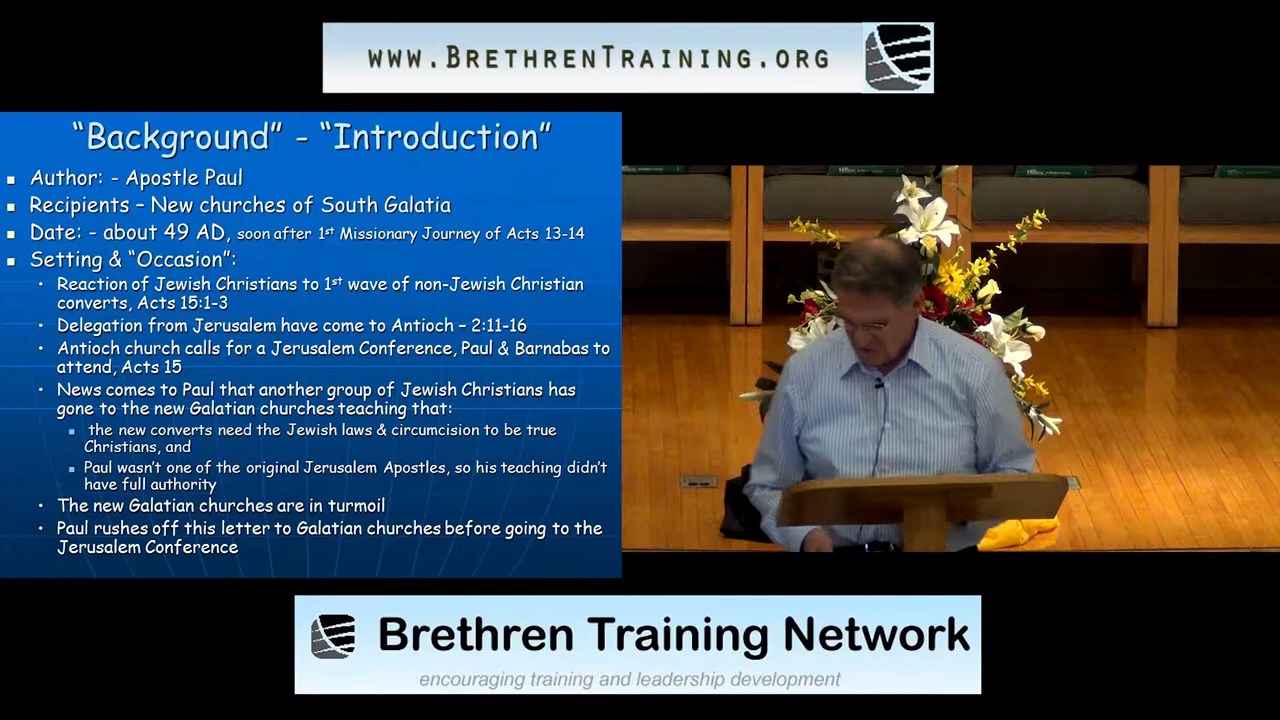 www.BrethrenTraining.org
“Background” - “Introduction”
Author: - Apostle Paul
Recipients – New churches of South Galatia
Date: - about 49 AD, soon after 1st Missionary Journey of Acts 13-14
Setting & “Occasion”:
Reaction of Jewish Christians to 1st wave of non-Jewish Christian
converts, Acts 15:1-3
Delegation from Jerusalem have come to Antioch – 2:11-16
Antioch church calls for a Jerusalem Conference, Paul & Barnabas to
attend, Acts 15
News comes to Paul that another group of Jewish Christians has
gone to the new Galatian churches teaching that:
the new converts need the Jewish laws & circumcision to be true
Christians, and
Paul wasn’t one of the original Jerusalem Apostles, so his teaching didn’t
have full authority
The new Galatian churches are in turmoil
Paul rushes off this letter to Galatian churches before going to the
Jerusalem Conference
Brethren Training Network
encouraging training and leadership development